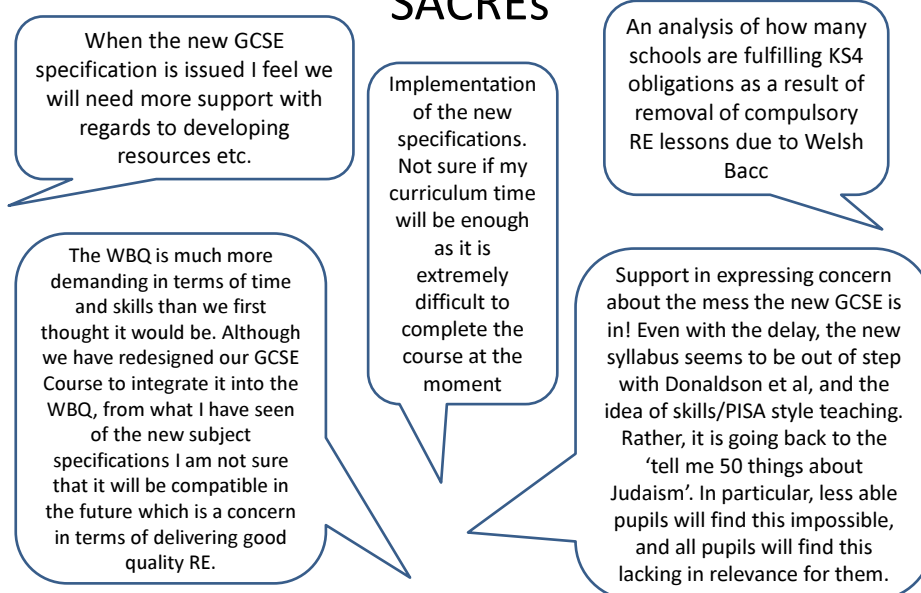 SACREs
When the new GCSE
specification is issued I feel we
will need more support with
regards to developing
resources etc.
Implementation
of the new
specifications.
Not sure if my
curriculum time
will be enough
as it is
extremely
difficult to
complete the
course at the
moment
An analysis of how many
schools are fulfilling KS4
obligations as a result of
removal of compulsory
RE lessons due to Welsh
Bacc
The WBQ is much more
demanding in terms of time
and skills than we first
thought it would be. Although
we have redesigned our GCSE
Course to integrate it into the
WBQ, from what I have seen
of the new subject
specifications I am not sure
that it will be compatible in
the future which is a concern
in terms of delivering good
quality RE.
Support in expressing concern
about the mess the new GCSE is
in! Even with the delay, the new
syllabus seems to be out of step
with Donaldson et al, and the
idea of skills/PISA style teaching.
Rather, it is going back to the
‘tell me 50 things about
Judaism’. In particular, less able
pupils will find this impossible,
and all pupils will find this
lacking in relevance for them.